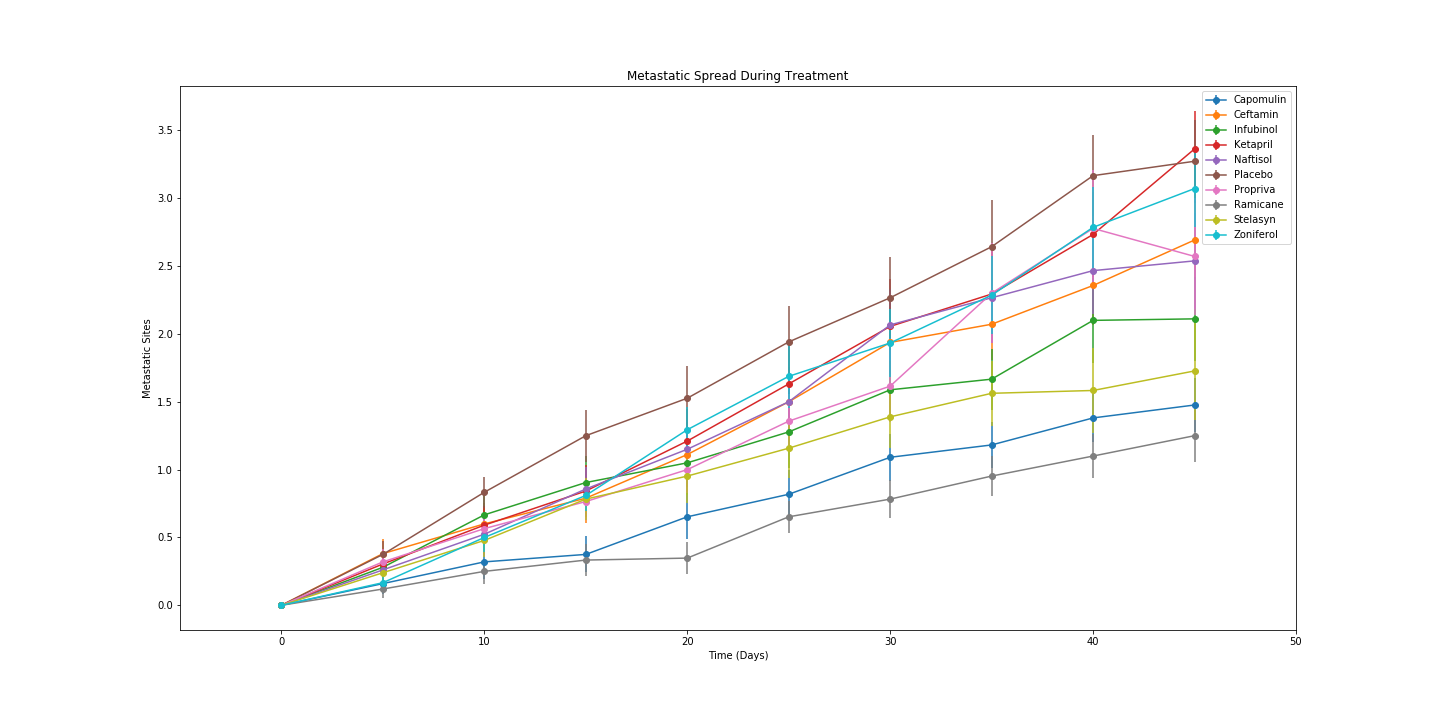 Metastatic Spread During Treatment
Capomulin
Ceftamin
Infubinol
Ketapril
Naftisol
Placebo
Propriva
Ramicane
Stelasyn
Zoniferol
Metastatic Sites
3.5
3.0
2.5
2.0
1.5
1.0
0.5
0.0
0 10 20 30 40 50
Time (Days)